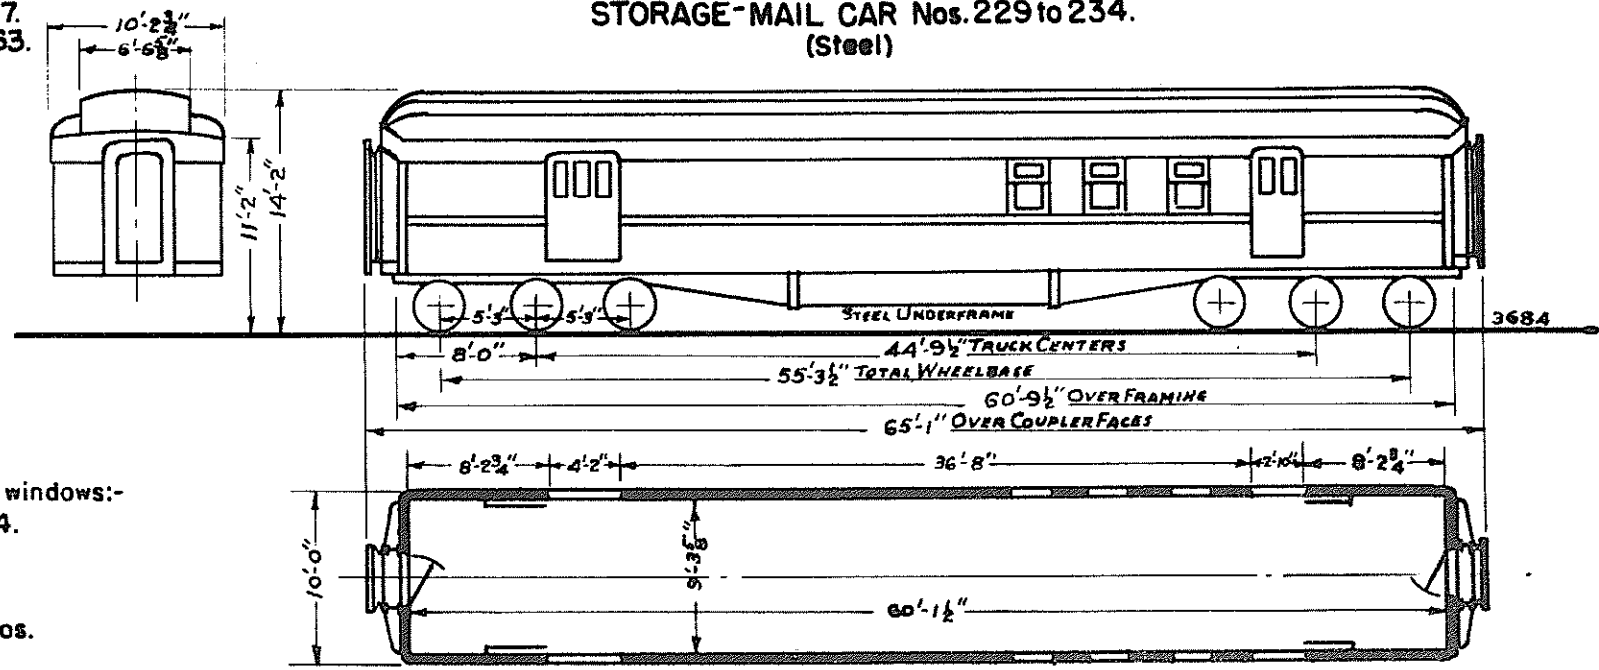 7.
63.
STORAGE-MAIL CAR Nos. 229 to 234.
(Steel)
10'-2¾"
6'-6⅝"
11'-2"
14'-2"
5'-3" 5'-3"
STEEL UNDERFRAME
3684
8'-0" 44'-9½" TRUCK CENTERS
55'-3½" TOTAL WHEELBASE
60'-9½" OVER FRAMING
65'-1" OVER COUPLER FACES
8'-2¾" 4'-2" 36'-8" 2'-10" 8'-2¾"
windows:-
4.
10'-0"
9'-3⅝"
60'-1½"
os.